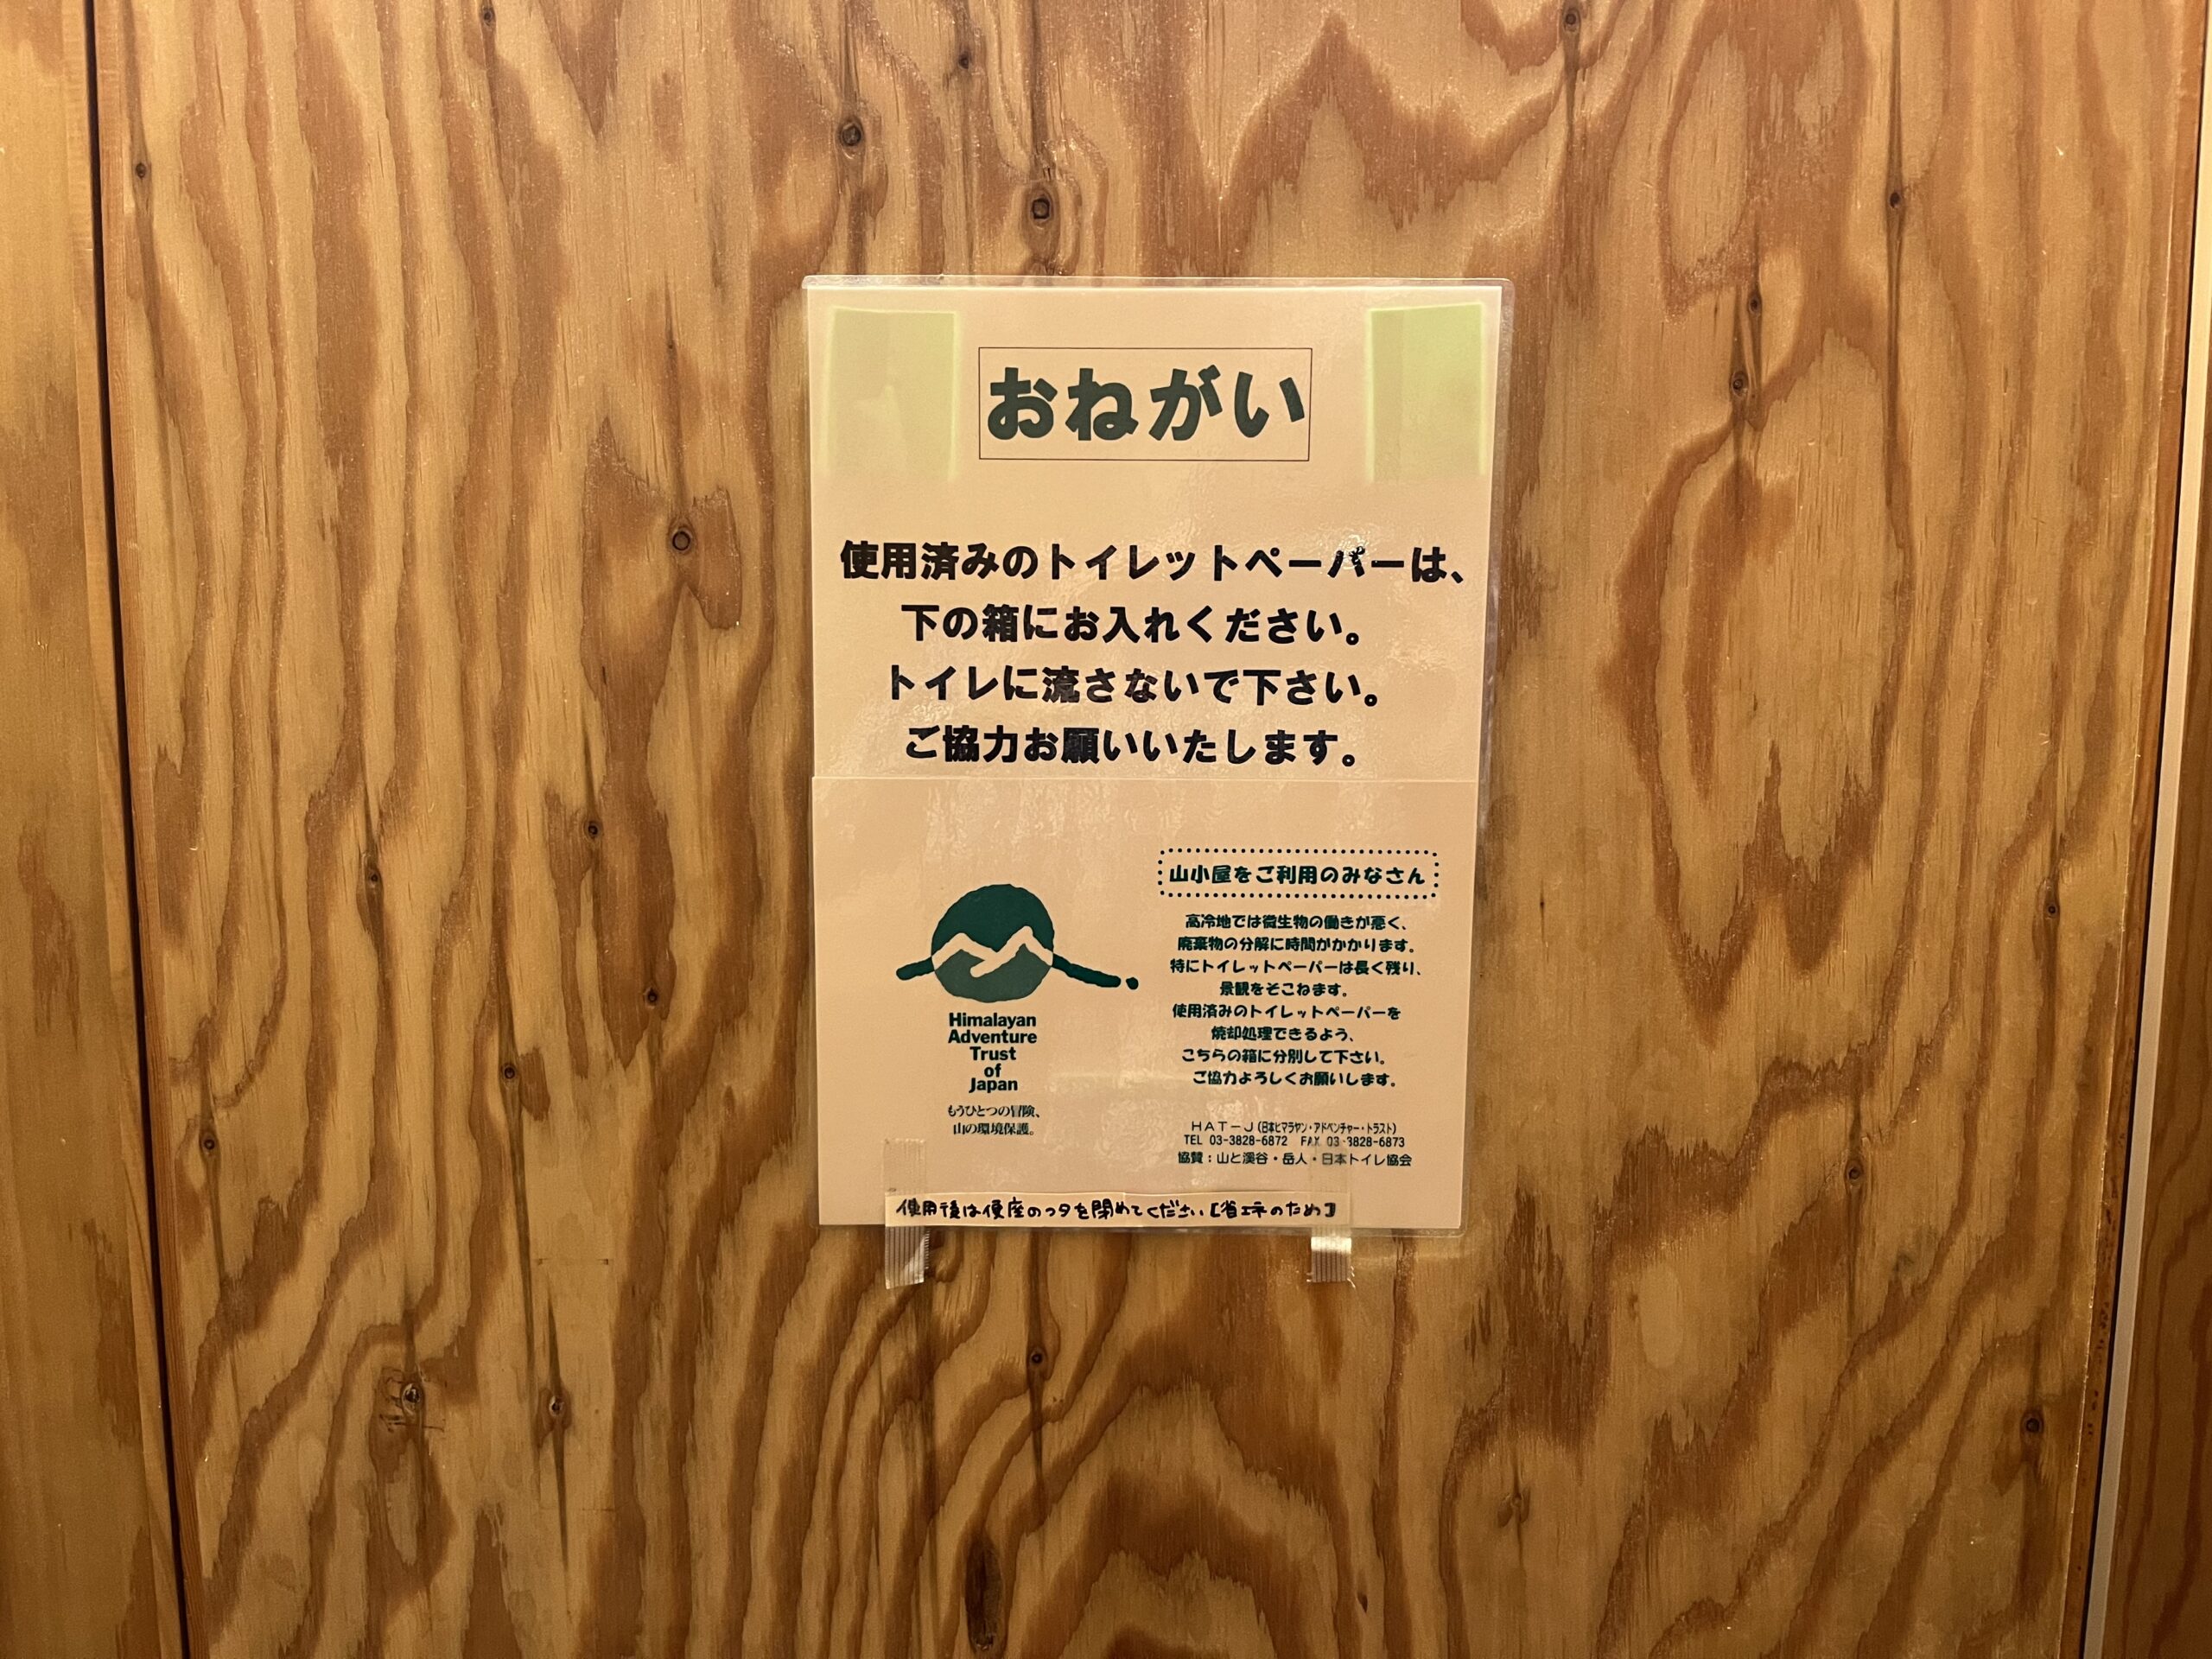 おねがい
使用済みのトイレットペーパーは、
下の箱にお入れください。
トイレに流さないで下さい。
ご協力お願いいたします。
山小屋をご利用のみなさん
高冷地では微生物の働きが悪く、
廃棄物の分解に時間がかかります。
特にトイレットペーパーは長く残り、
景観をそこねます。
使用済みのトイレットペーパーを
焼却処理できるよう、
こちらの箱に分別して下さい。
ご協力よろしくお願いします。
Himalayan
Adventure
Trust
of
Japan
もうひとつの冒険、
山の環境保護。
HAT-J(日本ヒマラヤン・アドベンチャー・トラスト)
TEL 03-3828-6872 FAX 03-3828-6873
協賛:山と溪谷・岳人・日本トイレ協会
使用後は便座のフタを閉めてください【省エネのため】